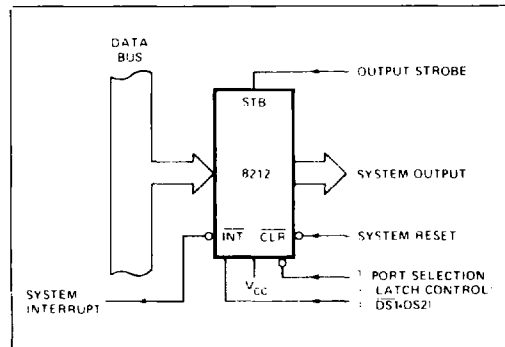 DATA
BUS
OUTPUT STROBE
STB
8212
SYSTEM OUTPUT
INT
CLR
SYSTEM RESET
SYSTEM
INTERRUPT
VCC
PORT SELECTION
LATCH CONTROL
DS1•DS2)